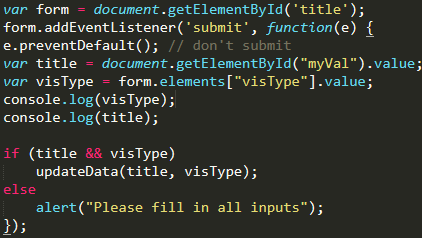 var form = document.getElementById('title');
form.addEventListener('submit', function(e) {
e.preventDefault(); // don't submit
var title = document.getElementById("myVal").value;
var visType = form.elements["visType"].value;
console.log(visType);
console.log(title);
if (title && visType)
updateData(title, visType);
else
alert("Please fill in all inputs");
});